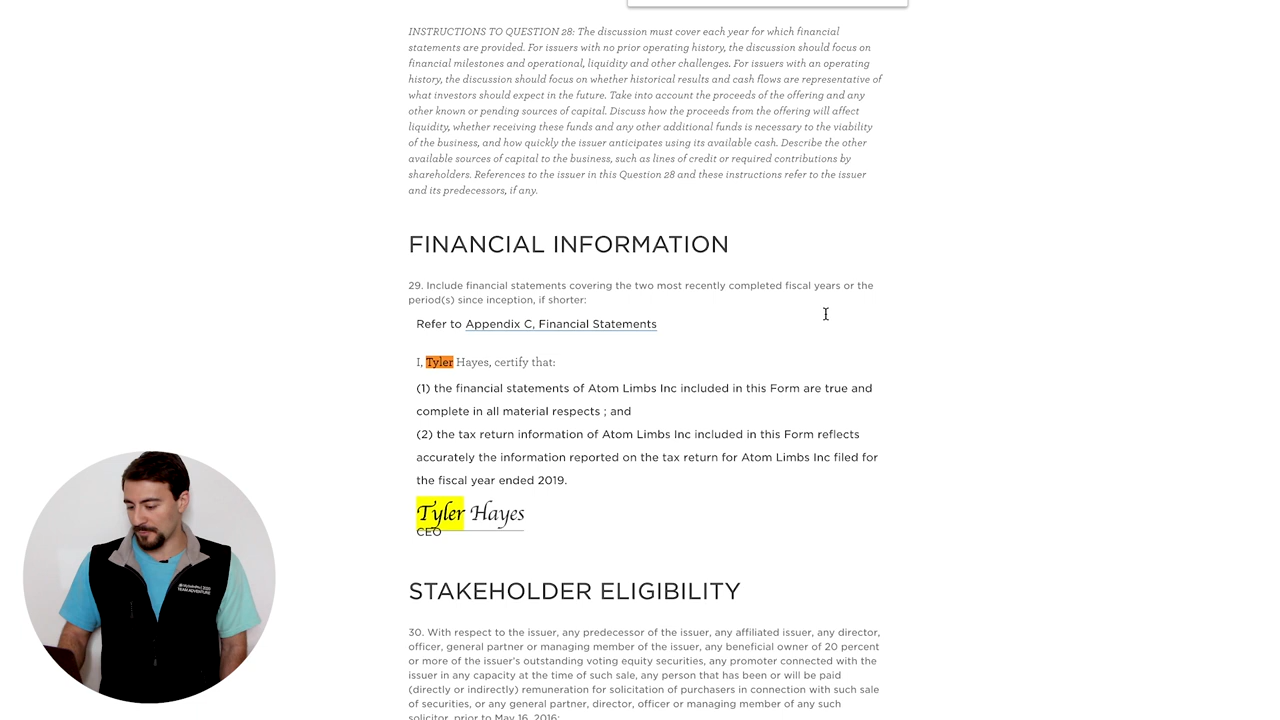 INSTRUCTIONS TO QUESTION 28: The discussion must cover each year for which financial
statements are provided. For issuers with no prior operating history, the discussion should focus on
financial milestones and operational, liquidity and other challenges. For issuers with an operating
history, the discussion should focus on whether historical results and cash flows are representative of
what investors should expect in the future. Take into account the proceeds of the offering and any
other known or pending sources of capital. Discuss how the proceeds from the offering will affect
liquidity, whether receiving these funds and any other additional funds is necessary to the viability
of the business, and how quickly the issuer anticipates using its available cash. Describe the other
available sources of capital to the business, such as lines of credit or required contributions by
shareholders. References to the issuer in this Question 28 and these instructions refer to the issuer
and its predecessors, if any.
FINANCIAL INFORMATION
29. Include financial statements covering the two most recently completed fiscal years or the
period(s) since inception, if shorter:
Refer to Appendix C, Financial Statements
I, Tyler Hayes, certify that:
(1) the financial statements of Atom Limbs Inc included in this Form are true and
complete in all material respects ; and
(2) the tax return information of Atom Limbs Inc included in this Form reflects
accurately the information reported on the tax return for Atom Limbs Inc filed for
the fiscal year ended 2019.
Tyler Hayes
CEO
STAKEHOLDER ELIGIBILITY
30. With respect to the issuer, any predecessor of the issuer, any affiliated issuer, any director,
officer, general partner or managing member of the issuer, any beneficial owner of 20 percent
or more of the issuer's outstanding voting equity securities, any promoter connected with the
issuer in any capacity at the time of such sale, any person that has been or will be paid
(directly or indirectly) remuneration for solicitation of purchasers in connection with such sale
of securities, or any general partner, director, officer or managing member of any such
solicitor, prior to May 16, 2016:
TEAM ADVENTURE